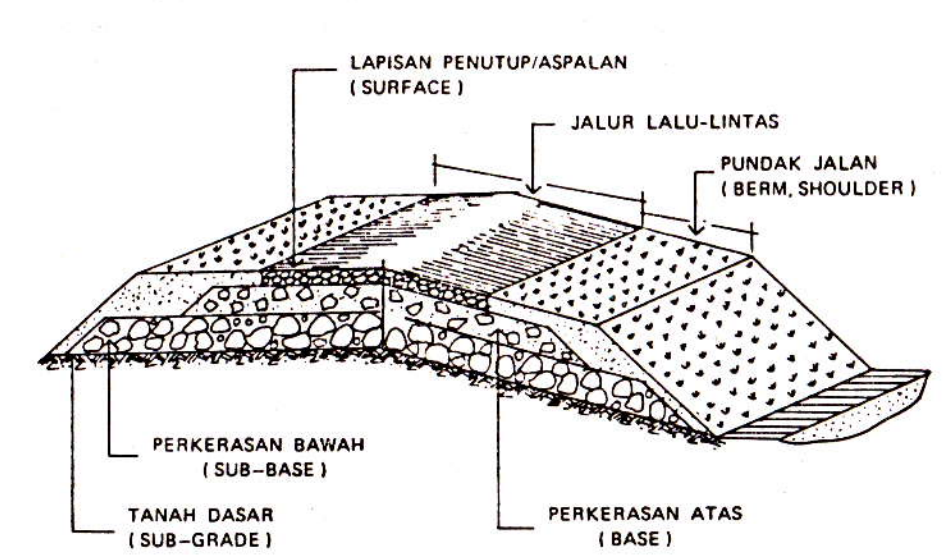 LAPISAN PENUTUP/ASPALAN
(SURFACE)
JALUR LALU-LINTAS
PUNDAK JALAN
(BERM, SHOULDER)
PERKERASAN BAWAH
(SUB-BASE)
TANAH DASAR
(SUB-GRADE)
PERKERASAN ATAS
(BASE)